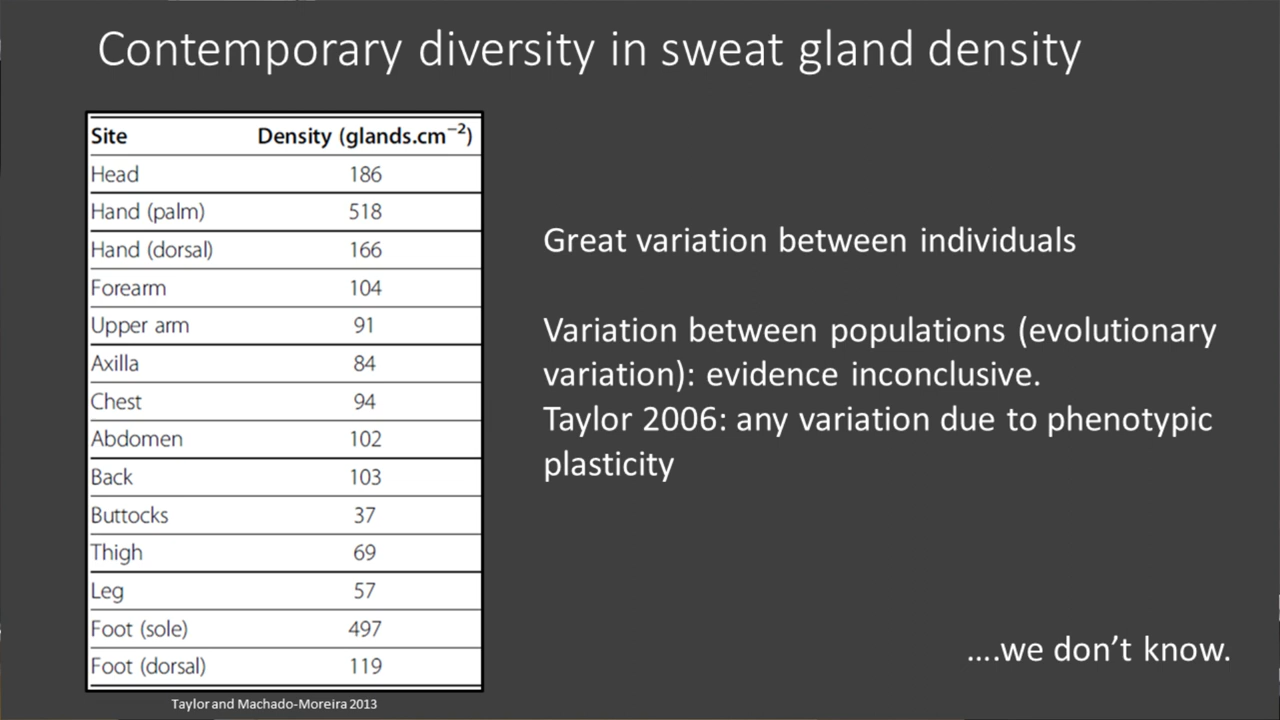 Contemporary diversity in sweat gland density
Site Density (glands.cm⁻²)
Head 186
Hand (palm) 518
Hand (dorsal) 166
Forearm 104
Upper arm 91
Axilla 84
Chest 94
Abdomen 102
Back 103
Buttocks 37
Thigh 69
Leg 57
Foot (sole) 497
Foot (dorsal) 119
Taylor and Machado-Moreira 2013
Great variation between individuals
Variation between populations (evolutionary
variation): evidence inconclusive.
Taylor 2006: any variation due to phenotypic
plasticity
....we don’t know.